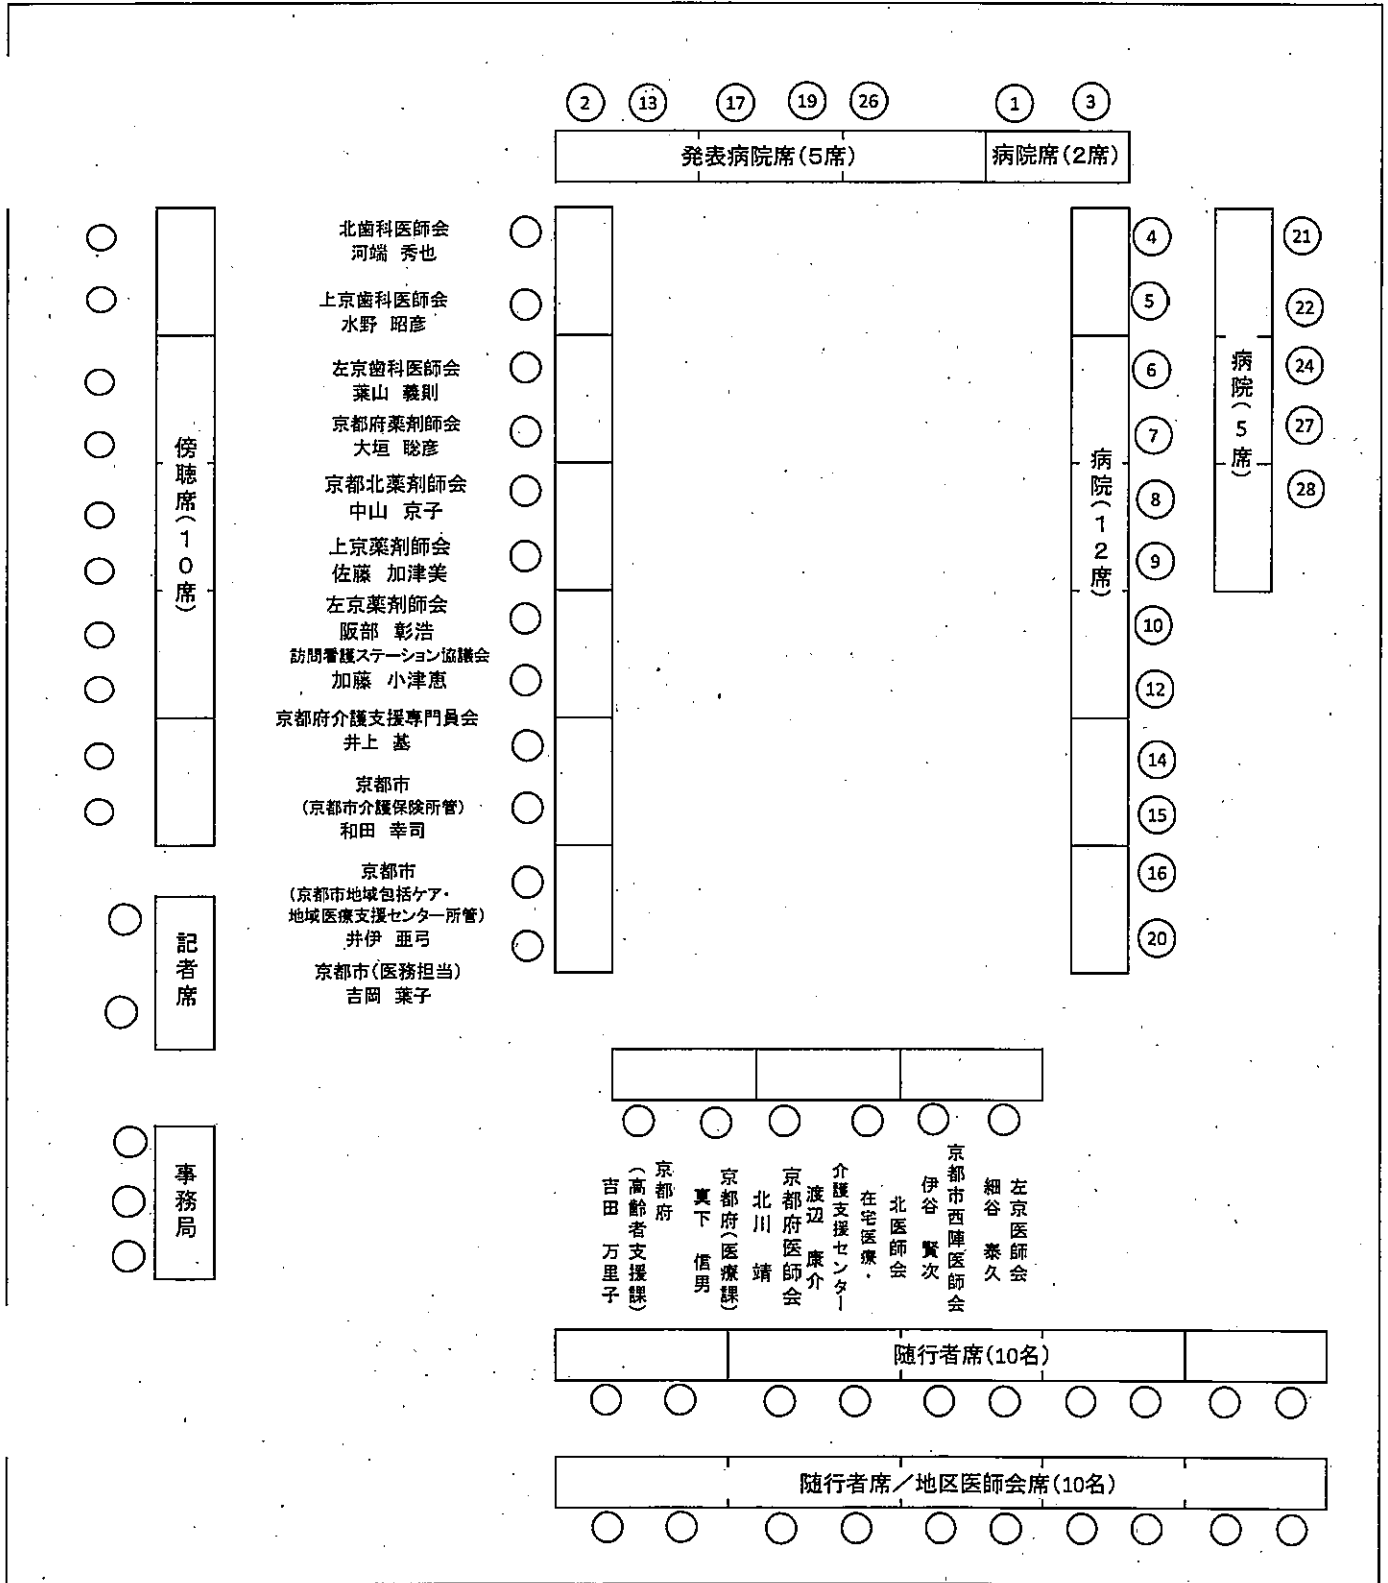 2 13 17 19 26 1 3
発表病院席(5席)
病院席(2席)
北歯科医師会
河端 秀也
上京歯科医師会
水野 昭彦
左京歯科医師会
葉山 義則
京都府薬剤師会
大垣 聡彦
京都北薬剤師会
中山 京子
上京薬剤師会
佐藤 加津美
左京薬剤師会
阪部 彰浩
訪問看護ステーション協議会
加藤 小津恵
京都府介護支援専門員会
井上 基
京都市
(京都市介護保険所管)
和田 幸司
京都市
(京都市地域包括ケア・
地域医療支援センター所管)
井伊 亜弓
京都市(医務担当)
吉岡 葉子
傍聴席(10席)
記者席
事務局
4
5
6
7
8
9
10
12
14
15
16
20
病院(12席)
21
22
24
27
28
病院(5席)
左京医師会
細谷 泰久
京都市西陣医師会
伊谷 賢次
北医師会
在宅医療・
介護支援センター
渡辺 康介
京都府医師会
北川 靖
京都府(医療課)
真下 信男
京都府
(高齢者支援課)
吉田 万里子
随行者席(10名)
随行者席/地区医師会席(10名)